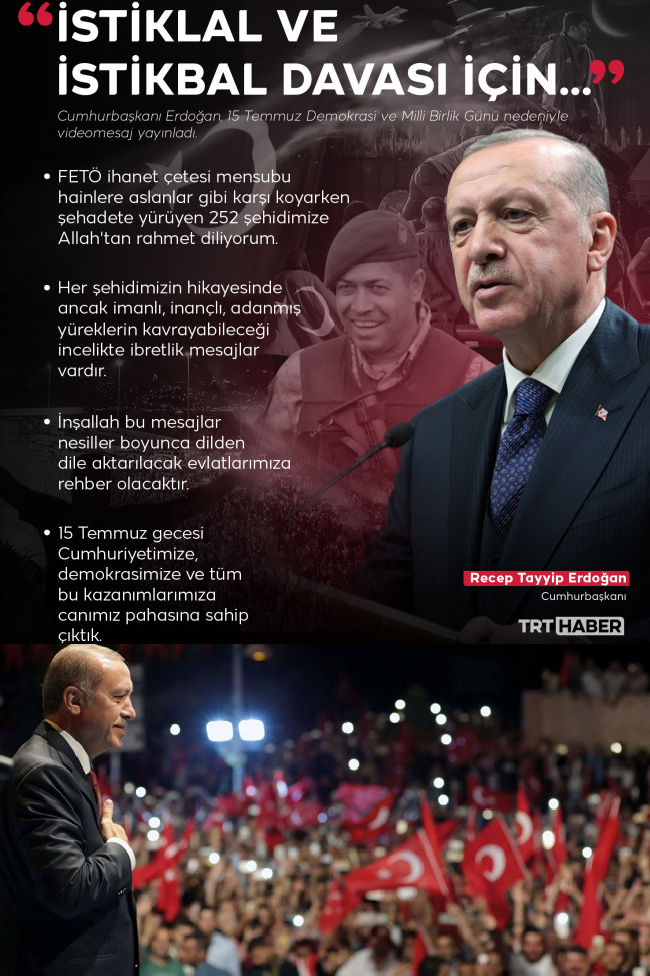 “İSTİKLAL VE
İSTİKBAL DAVASI İÇİN...”
Cumhurbaşkanı Erdoğan, 15 Temmuz Demokrasi ve Milli Birlik Günü nedeniyle
videomesaj yayınladı.
• FETÖ ihanet çetesi mensubu
hainlere aslanlar gibi karşı koyarken
şehadete yürüyen 252 şehidimize
Allah'tan rahmet diliyorum.
• Her şehidimizin hikayesinde
ancak imanlı, inançlı, adanmış
yüreklerin kavrayabileceği
incelikte ibretlik mesajlar
vardır.
• İnşallah bu mesajlar
nesiller boyunca dilden
dile aktarılacak evlatlarımıza
rehber olacaktır.
• 15 Temmuz gecesi
Cumhuriyetimize,
demokrasimize ve tüm
bu kazanımlarımıza
canımız pahasına sahip
çıktık.
Recep Tayyip Erdoğan
Cumhurbaşkanı
TRT HABER